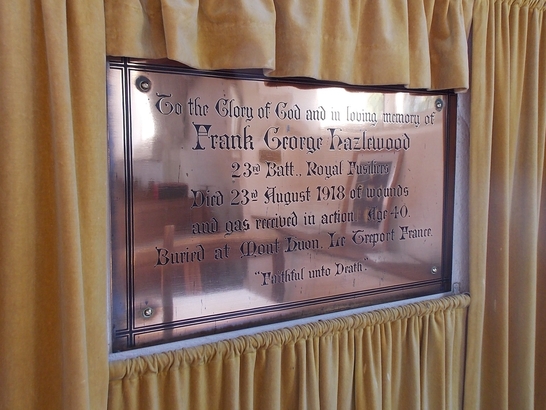 To the Glory of God and in loving memory of
Frank George Hazlewood
23rd Batt., Royal Fusiliers
Died 23rd August 1918 of wounds
and gas received in action. Age 40.
Buried at Mont Huon, Le Treport France.
"Faithful unto Death."